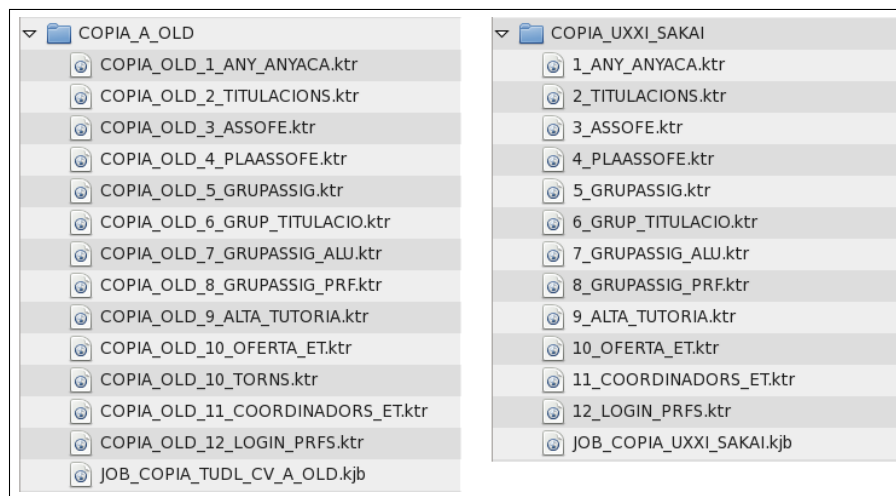 COPIA_A_OLD
COPIA_OLD_1_ANY_ANYACA.ktr
COPIA_OLD_2_TITULACIONS.ktr
COPIA_OLD_3_ASSOFE.ktr
COPIA_OLD_4_PLAASSOFE.ktr
COPIA_OLD_5_GRUPASSIG.ktr
COPIA_OLD_6_GRUP_TITULACIO.ktr
COPIA_OLD_7_GRUPASSIG_ALU.ktr
COPIA_OLD_8_GRUPASSIG_PRF.ktr
COPIA_OLD_9_ALTA_TUTORIA.ktr
COPIA_OLD_10_OFERTA_ET.ktr
COPIA_OLD_10_TORNS.ktr
COPIA_OLD_11_COORDINADORS_ET.ktr
COPIA_OLD_12_LOGIN_PRFS.ktr
JOB_COPIA_TUDL_CV_A_OLD.kjb
COPIA_UXXI_SAKAI
1_ANY_ANYACA.ktr
2_TITULACIONS.ktr
3_ASSOFE.ktr
4_PLAASSOFE.ktr
5_GRUPASSIG.ktr
6_GRUP_TITULACIO.ktr
7_GRUPASSIG_ALU.ktr
8_GRUPASSIG_PRF.ktr
9_ALTA_TUTORIA.ktr
10_OFERTA_ET.ktr
11_COORDINADORS_ET.ktr
12_LOGIN_PRFS.ktr
JOB_COPIA_UXXI_SAKAI.kjb